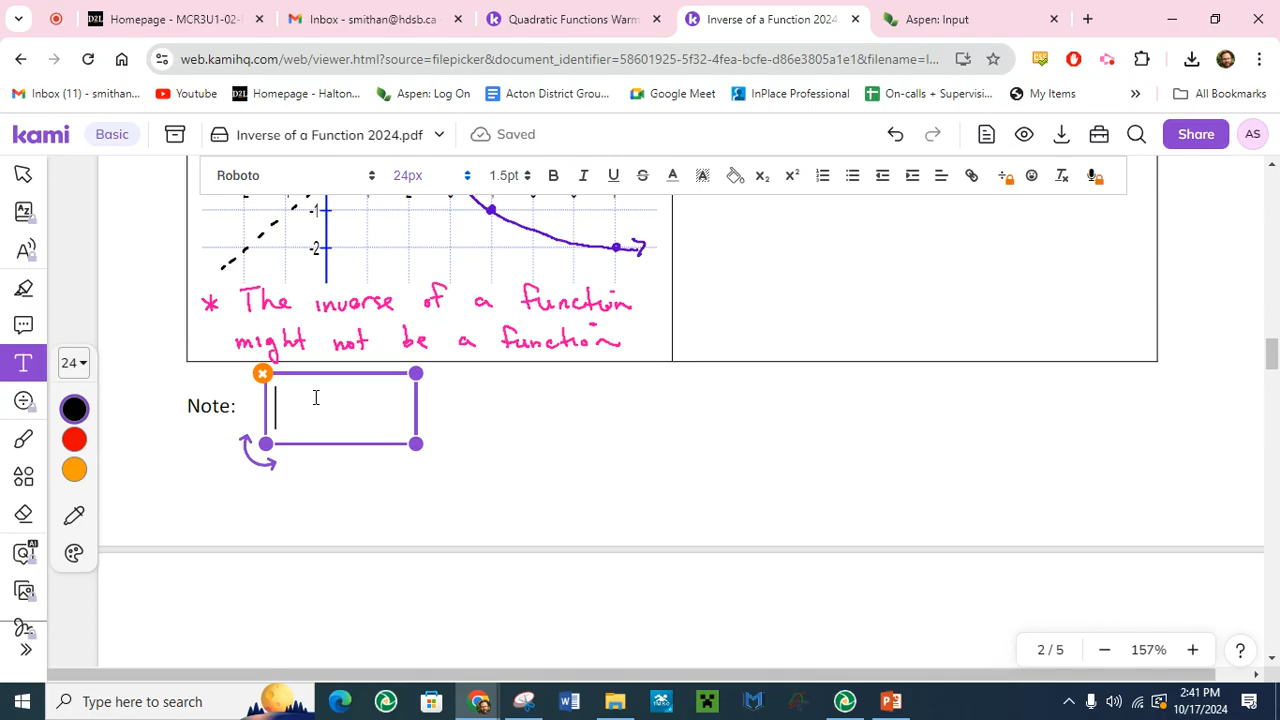 Homepage - MCR3U1-02-
Inbox - smithan@hdsb.ca
Quadratic Functions Warm
Inverse of a Function 2024
Aspen: Input
web.kamihq.com/web/viewer.html?source=filepicker&document_identifier=58601925-5f32-4fea-bcfe-d86e3805a1e1&filename=I...
Inbox (11) - smithan...
Youtube
Homepage - Halton...
Aspen: Log On
Acton District Grou...
Google Meet
InPlace Professional
On-calls + Supervisio...
My Items
All Bookmarks
kami
Basic
Inverse of a Function 2024.pdf
Saved
Share
AS
Roboto
24px
1.5pt
B I U S A
-1
-2
* The inverse of a function
might not be a function
24
Note:
2 / 5
157%
Type here to search
2:41 PM
10/17/2024